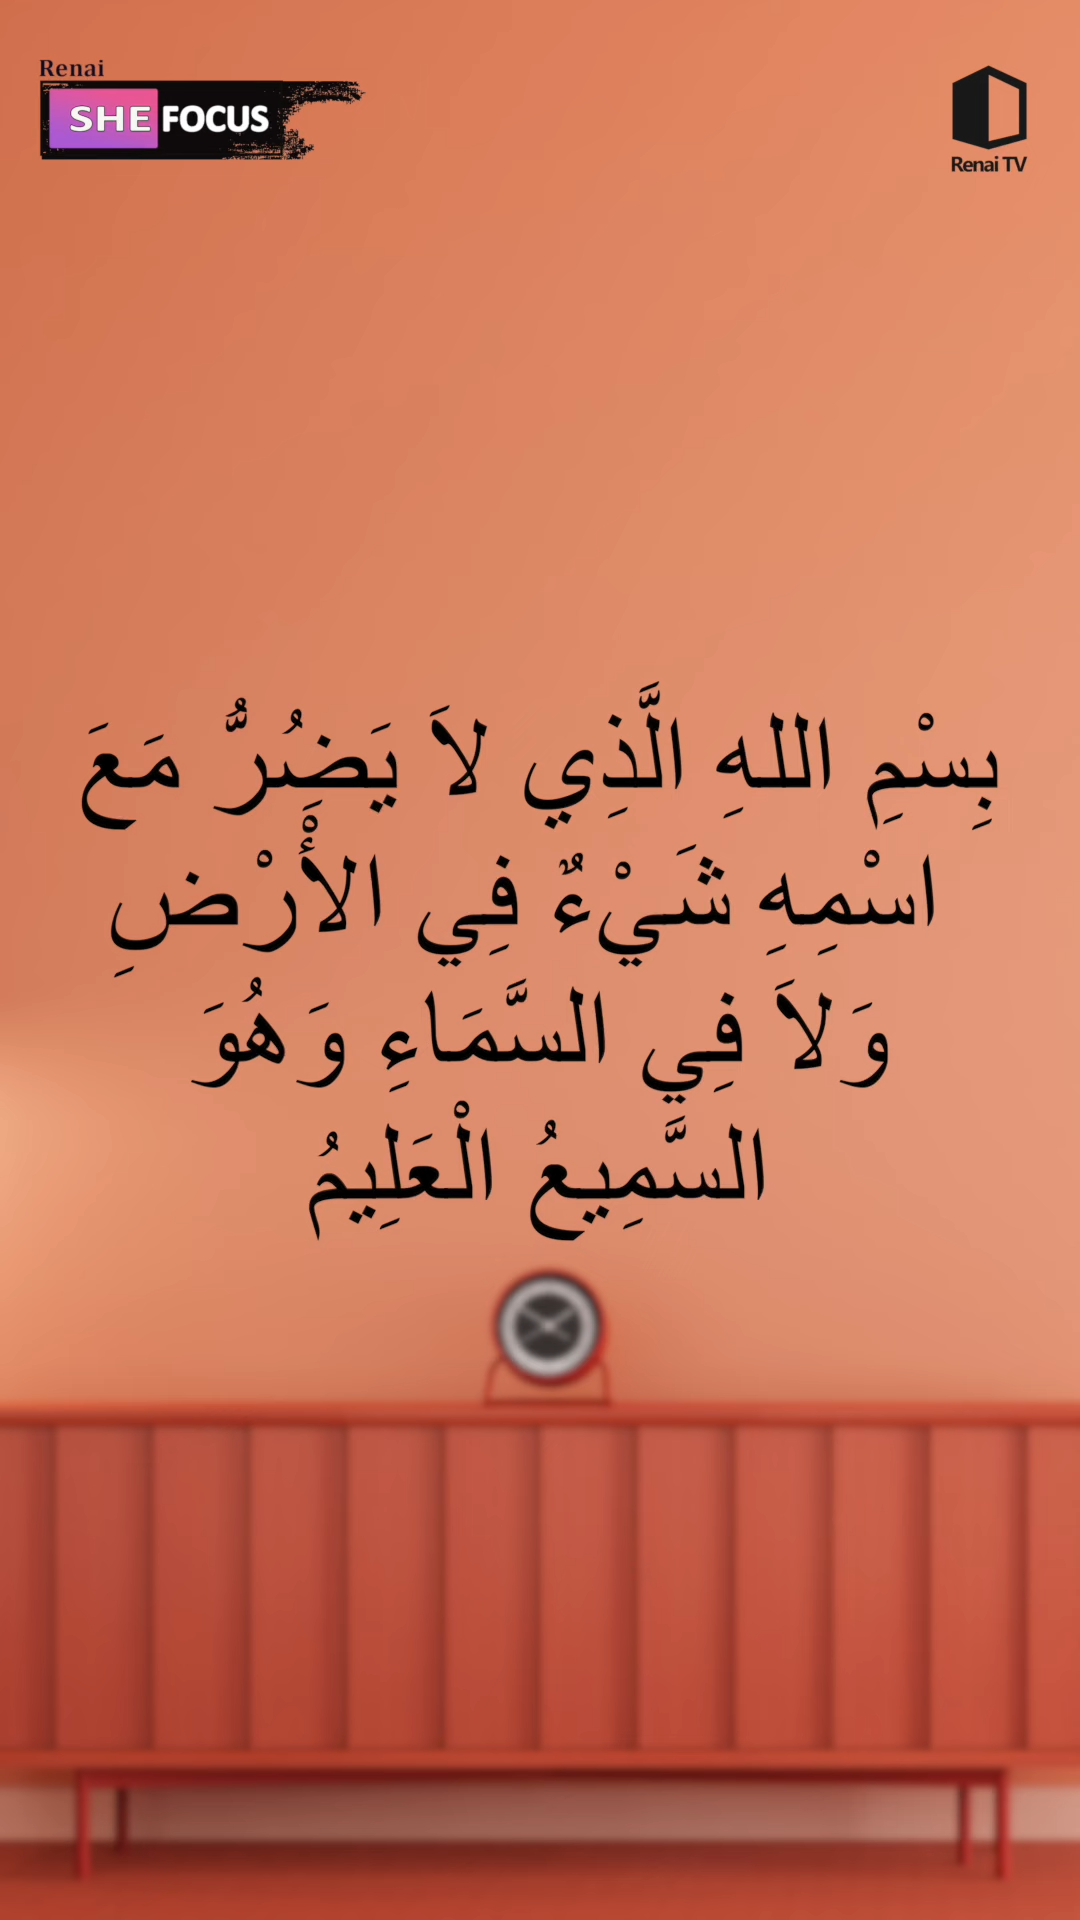 Renai
SHE FOCUS
Renai TV
بِسْمِ اللهِ الَّذِي لاَ يَضُرُّ مَعَ
اسْمِهِ شَيْءٌ فِي الأَْرْضِ
وَلاَ فِي السَّمَاءِ وَهُوَ
السَّمِيعُ الْعَلِيمُ